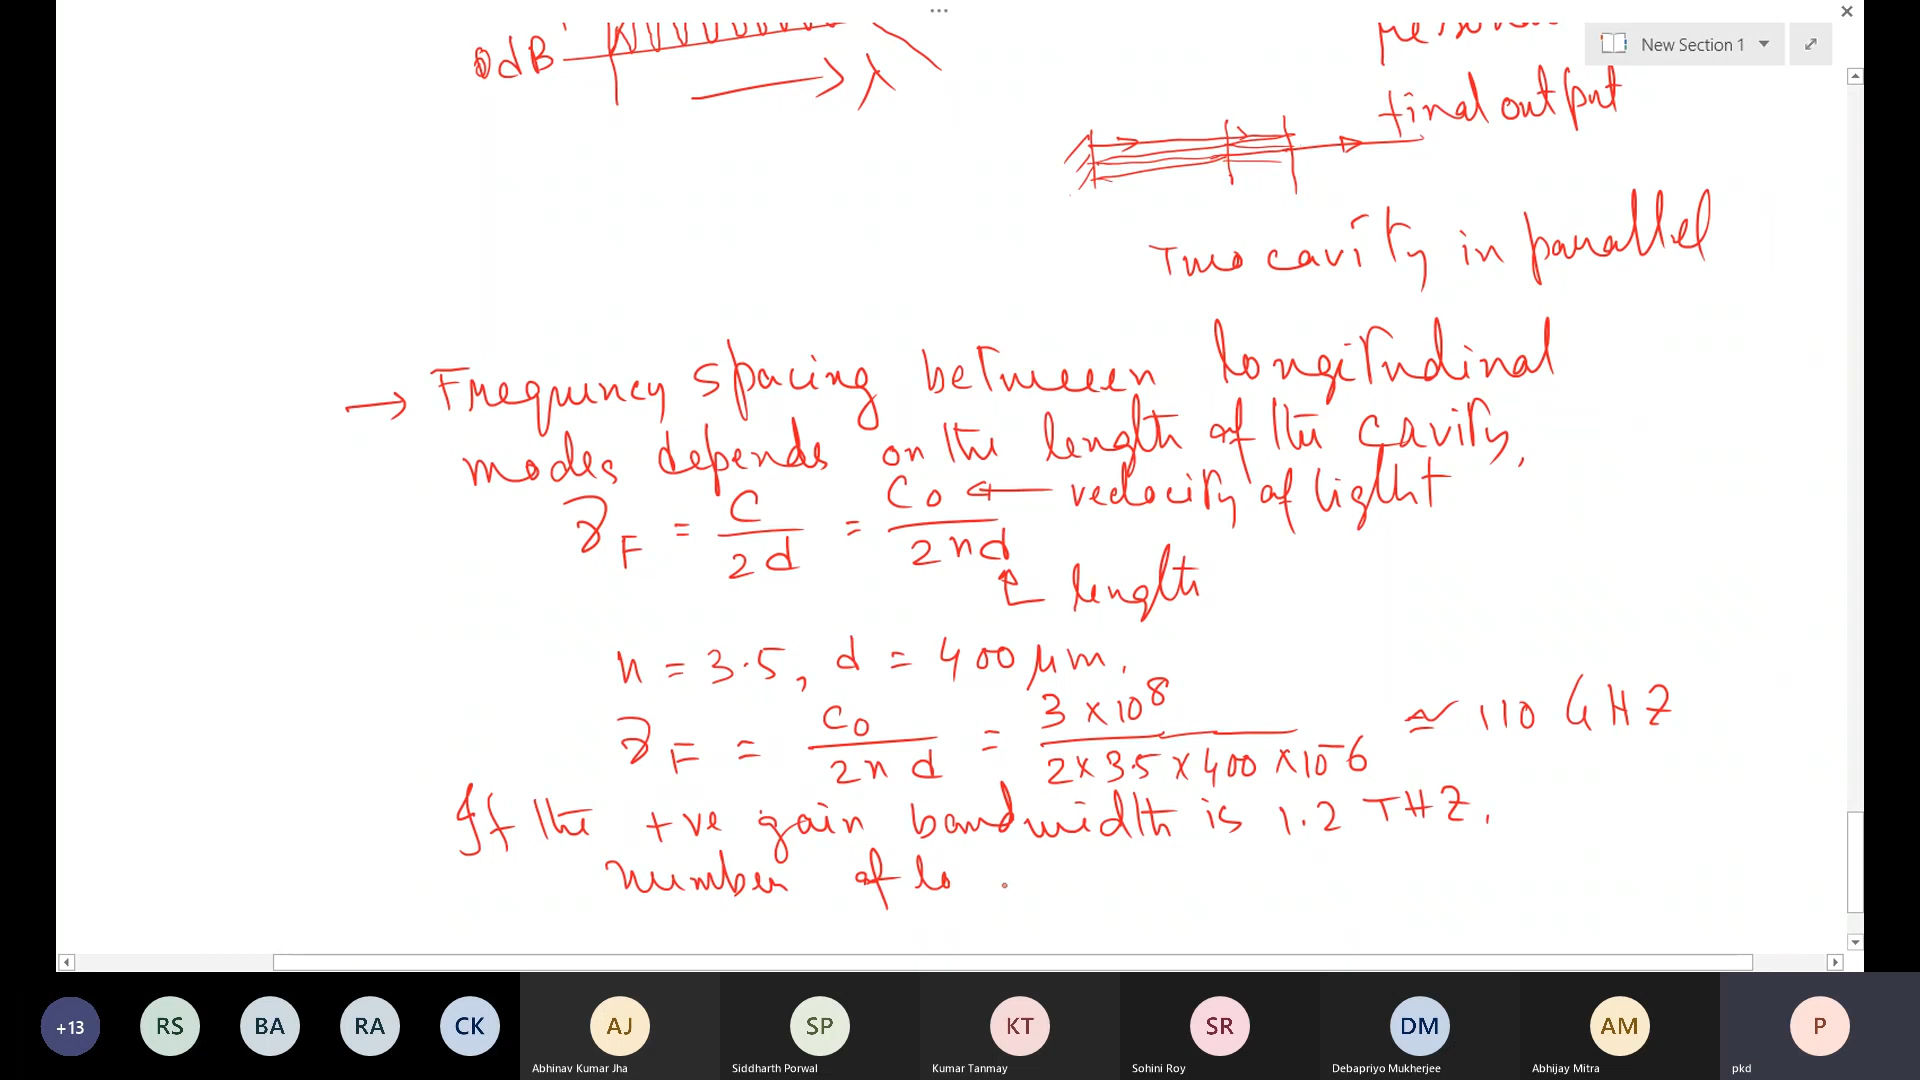 0dB
λ
New Section 1
final output
Two cavity in parallel
→ Frequency spacing between longitudinal
modes depends on the length of the cavity,
ν_F = C / 2d = C0 / 2nd ← velocity of light
length
n = 3.5, d = 400 μm.
ν_F = C0 / 2nd = 3 × 10^8 / 2 × 3.5 × 400 × 10^-6 ≃ 110 GHZ
If the +ve gain bandwidth is 1.2 THZ.
number of lo
+13
RS
BA
RA
CK
AJ
SP
KT
SR
DM
AM
P
Abhinav Kumar Jha
Siddharth Porwal
Kumar Tanmay
Sohini Roy
Debapriyo Mukherjee
Abhijay Mitra
pkd